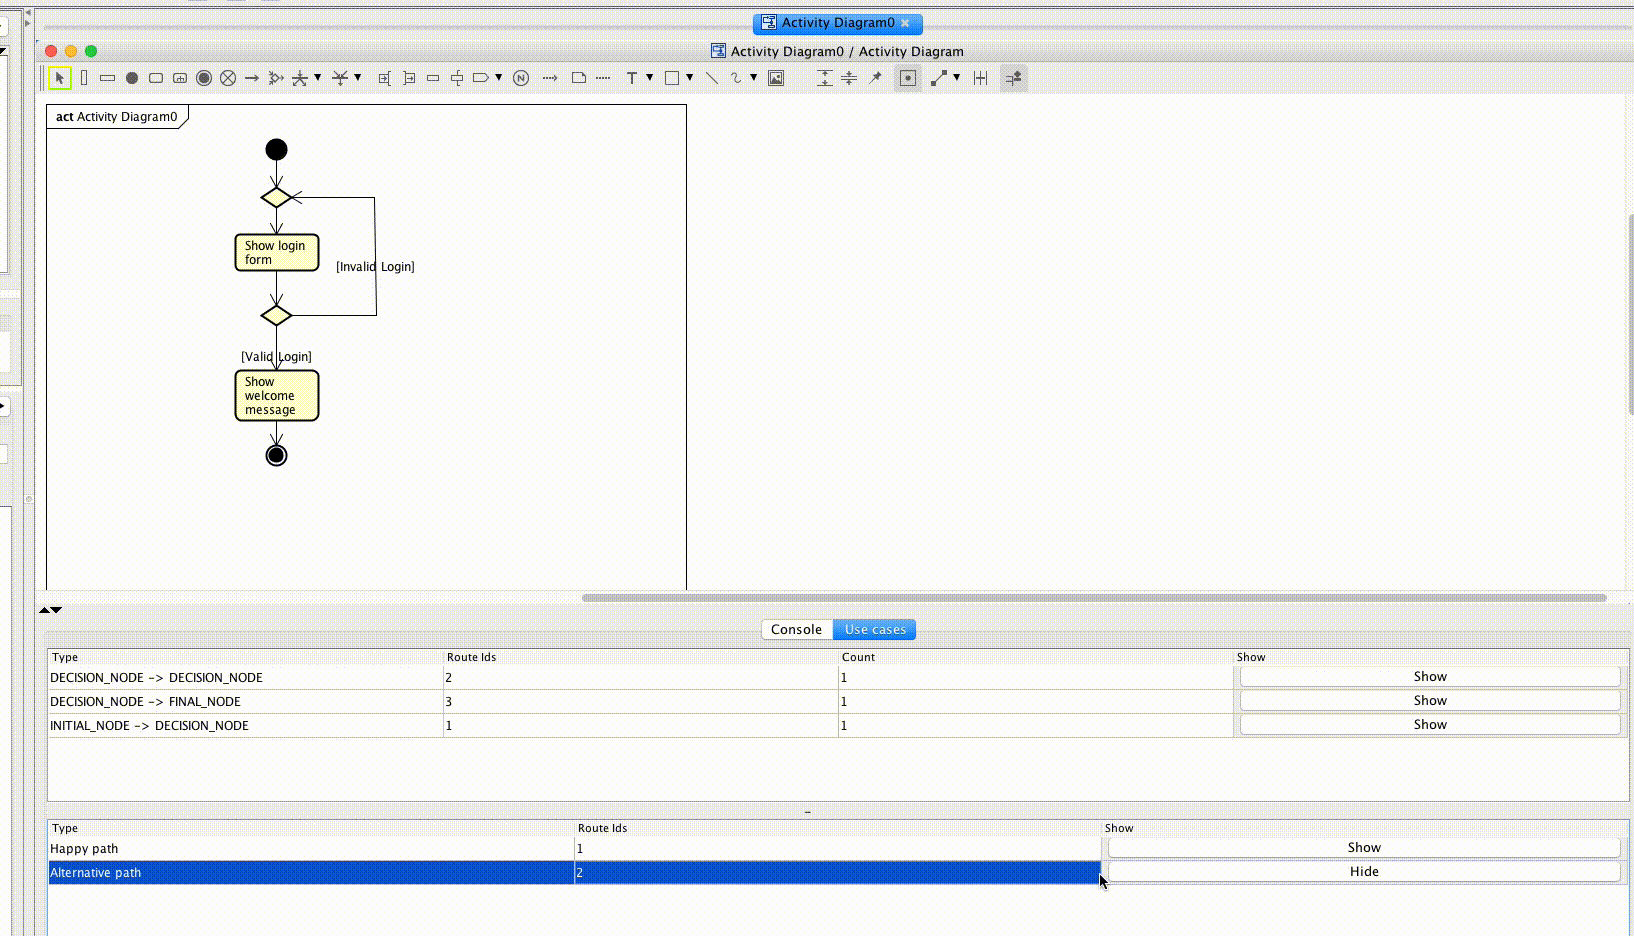 Activity Diagram0
Activity Diagram0 / Activity Diagram
N
T
act Activity Diagram0
Show login
form
[Invalid Login]
[Valid Login]
Show
welcome
message
Console
Use cases
Type Route Ids Count Show
DECISION_NODE -> DECISION_NODE 2 1 Show
DECISION_NODE -> FINAL_NODE 3 1 Show
INITIAL_NODE -> DECISION_NODE 1 1 Show
Type Route Ids Show
Happy path 1 Show
Alternative path 2 Hide